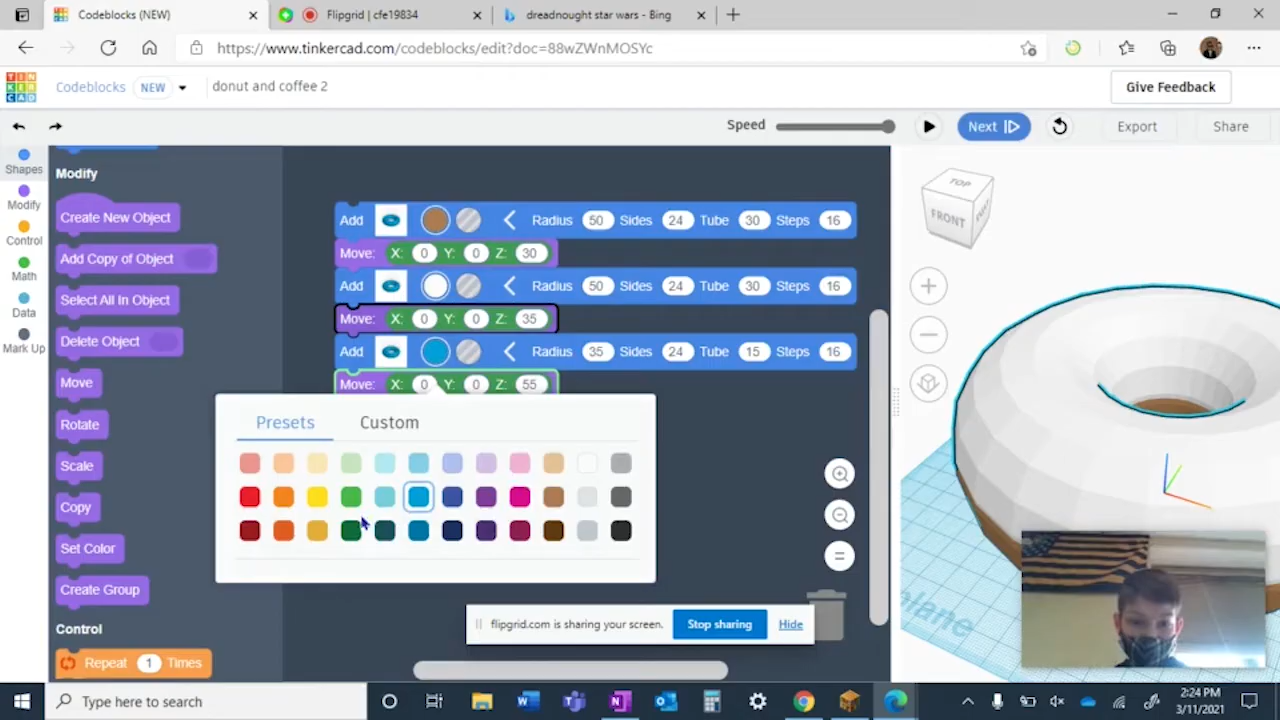 Codeblocks (NEW)
Flipgrid | cfe19834
dreadnought star wars - Bing
https://www.tinkercad.com/codeblocks/edit?doc=88wZWnMOSYc
TIN
KER
CAD
Codeblocks NEW donut and coffee 2
Give Feedback
Speed
Next
Export
Share
Shapes
Modify
Control
Math
Data
Mark Up
Modify
Create New Object
Add Copy of Object
Select All In Object
Delete Object
Move
Rotate
Scale
Copy
Set Color
Create Group
Control
Repeat 1 Times
Add Radius 50 Sides 24 Tube 30 Steps 16
Move: X: 0 Y: 0 Z: 30
Add Radius 50 Sides 24 Tube 30 Steps 16
Move: X: 0 Y: 0 Z: 35
Add Radius 35 Sides 24 Tube 15 Steps 16
Move: X: 0 Y: 0 Z: 55
Presets Custom
TOP
FRONT
flipgrid.com is sharing your screen. Stop sharing Hide
Type here to search
2:24 PM
3/11/2021